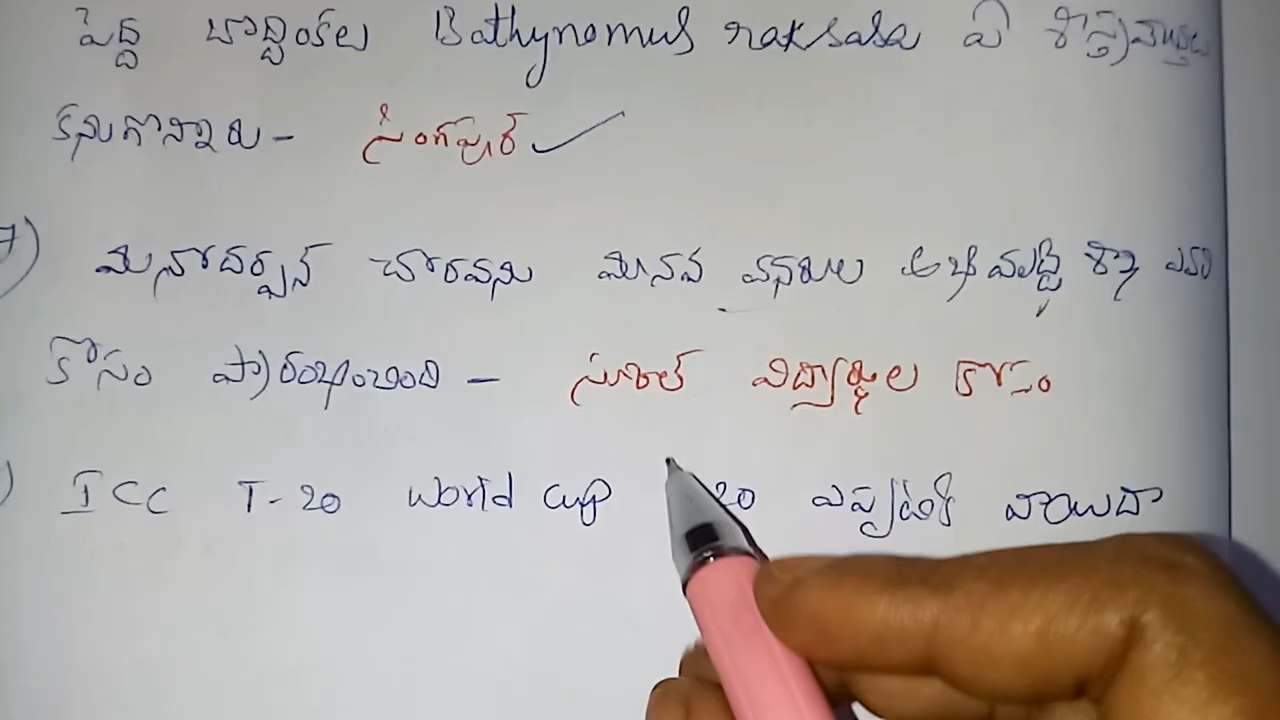 పెద్ద బొద్దింకల Bathynomus raksasa ఏ శాస్త్రవేత్తలు
కనుగొన్నారు - సింగపుర్
7) మనోదర్పన్ చొరవను మానవ వనరుల అభివృద్ధి శాఖ ఎవరి
కోసం ప్రారంభించింది - స్కూల్ విద్యార్థుల కోసం
) ICC T-20 World Cup 20 ఎప్పటికి వాయిదా